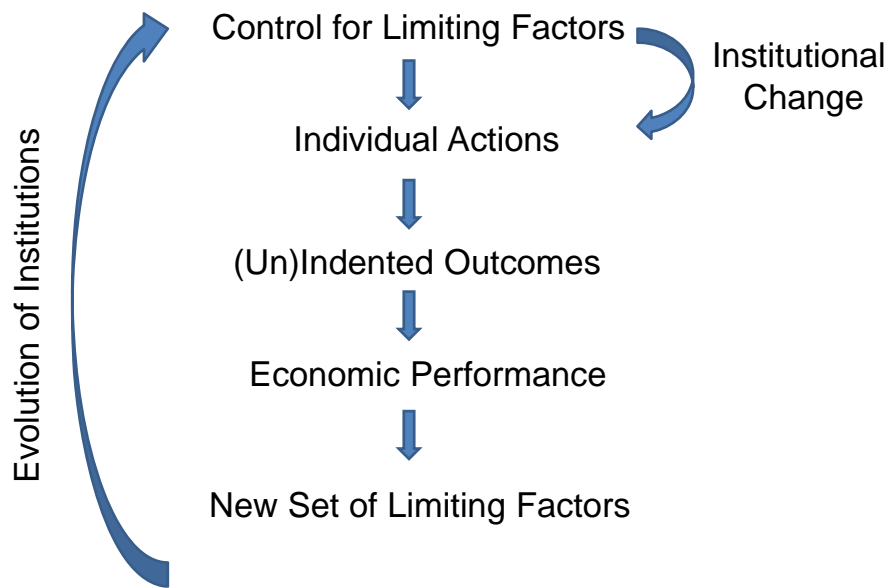 Control for Limiting Factors
Institutional
Change
Individual Actions
(Un)Indented Outcomes
Economic Performance
New Set of Limiting Factors
Evolution of Institutions